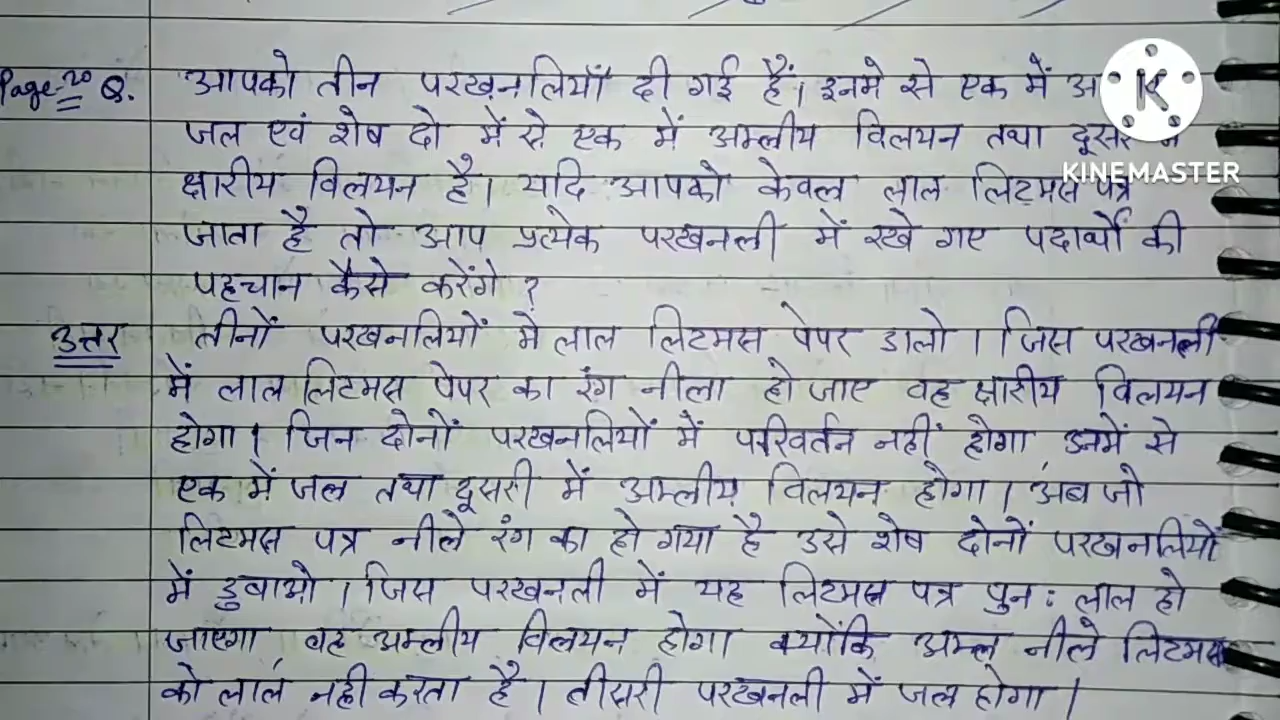 Page-20 Q. आपको तीन परखनलियाँ दी गई हैं। इनमे से एक में
जल एवं शेष दो में से एक में अम्लीय विलयन तथा दूसरे में
क्षारीय विलयन है। यदि आपको केवल लाल लिटमस पत्र
जाता है तो आप प्रत्येक परखनली में रखे गए पदार्थों की
पहचान कैसे करेंगे ?
उत्तर तीनों परखनलियों में लाल लिटमस पेपर डालो । जिस परखनली
में लाल लिटमस पेपर का रंग नीला हो जाए वह क्षारीय विलयन
होगा। जिन दोनों परखनलियों में परिवर्तन नहीं होगा उनमें से
एक में जल तथा दूसरी में अम्लीय विलयन होगा। अब जो
लिटमस पत्र नीले रंग का हो गया है उसे शेष दोनों परखनलियों
में डुबाओ । जिस परखनली में यह लिटमस पत्र पुन: लाल हो
जाएगा वह अम्लीय विलयन होगा क्योंकि अम्ल नीले लिटमस
को लाल नही करता है। तीसरी परखनली में जल होगा।
K
KINEMASTER